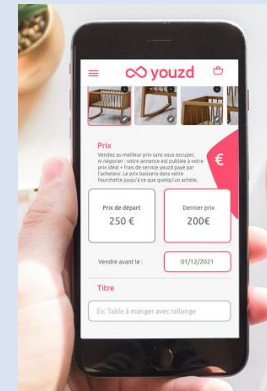 youzd
Prix
Vendez au meilleur prix sans vous occuper,
ni négocier : votre annonce est publiée à votre
prix idéal + frais de service youzd payé par
l'acheteur. Le prix baissera dans votre
fourchette jusqu'à ce que quelqu'un achète.
€
Prix de départ
250 €
Dernier prix
200€
Vendre avant le :
01/12/2021
Titre
Ex: Table à manger avec rallonge